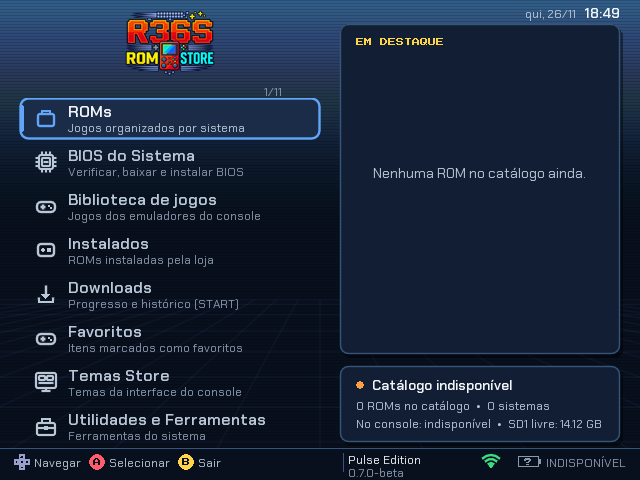 qui, 26/11 18:49
R36S
ROM STORE
EM DESTAQUE
1/11
ROMs
Jogos organizados por sistema
BIOS do Sistema
Verificar, baixar e instalar BIOS
Biblioteca de jogos
Jogos dos emuladores do console
Instalados
ROMs instaladas pela loja
Downloads
Progresso e histórico (START)
Favoritos
Itens marcados como favoritos
Temas Store
Temas da interface do console
Utilidades e Ferramentas
Ferramentas do sistema
Nenhuma ROM no catálogo ainda.
Catálogo indisponível
0 ROMs no catálogo • 0 sistemas
No console: indisponível • SD1 livre: 14.12 GB
Navegar A Selecionar B Sair
Pulse Edition
0.7.0-beta
? INDISPONÍVEL